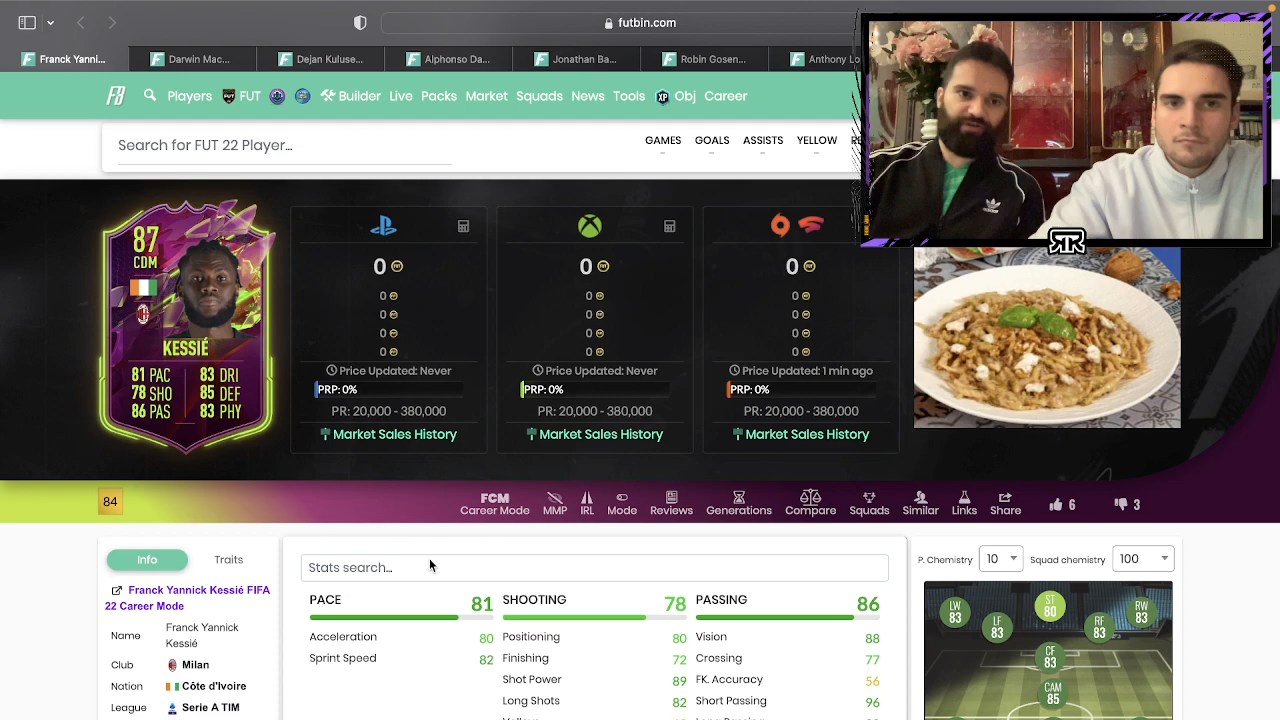 futbin.com
Franck Yanni...
Darwin Mac...
Dejan Kuluse...
Alphonso Da...
Jonathan Ba...
Robin Gosen...
Anthony Lo
Players FUT Builder Live Packs Market Squads News Tools XP Obj Career
Search for FUT 22 Player...
GAMES GOALS ASSISTS YELLOW
- - - -
87
CDM
KESSIÉ
81 PAC 83 DRI
78 SHO 85 DEF
86 PAS 83 PHY
0
0
0
0
0
Price Updated: Never
PRP: 0%
PR: 20,000 - 380,000
Market Sales History
0
0
0
0
0
Price Updated: Never
PRP: 0%
PR: 20,000 - 380,000
Market Sales History
0
0
0
0
0
Price Updated: 1 min ago
PRP: 0%
PR: 20,000 - 380,000
Market Sales History
84
FCM
Career Mode MMP IRL Mode Reviews Generations Compare Squads Similar Links Share 6 3
Info Traits
Franck Yannick Kessié FIFA
22 Career Mode
Name Franck Yannick
Kessié
Club Milan
Nation Côte d'Ivoire
League Serie A TIM
Stats search...
PACE 81
Acceleration 80
Sprint Speed 82
SHOOTING 78
Positioning 80
Finishing 72
Shot Power 89
Long Shots 82
PASSING 86
Vision 88
Crossing 77
FK. Accuracy 56
Short Passing 96
P. Chemistry 10 Squad chemistry 100
LW
83
ST
80
RW
83
LF
83
RF
83
CF
83
CAM
85